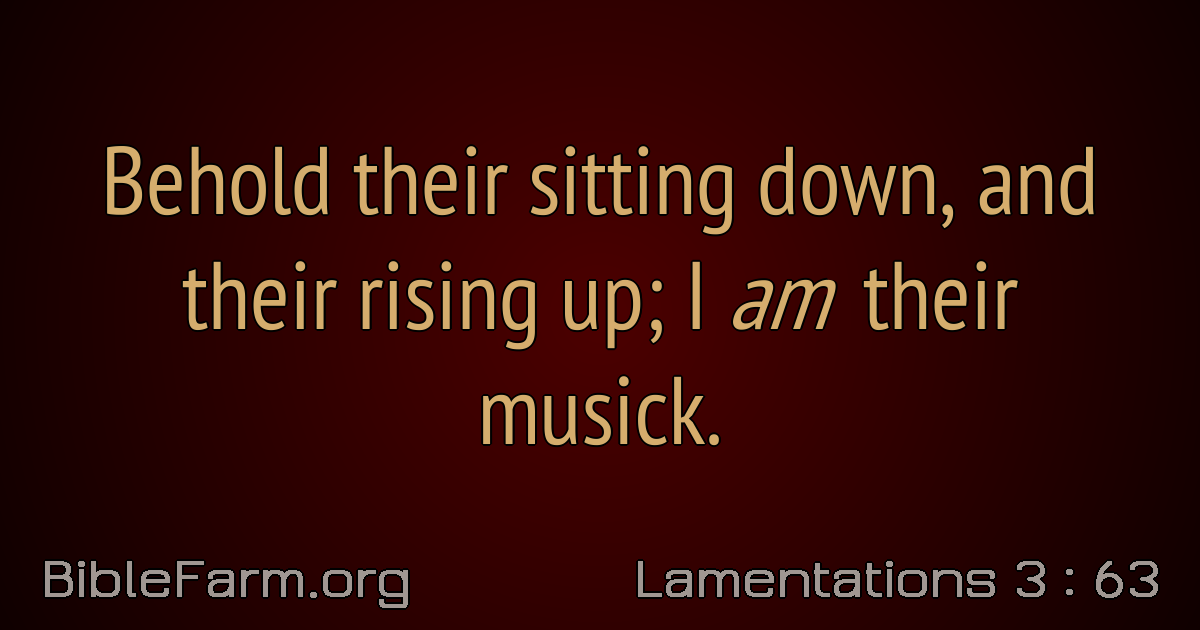 Behold their sitting down, and
their rising up; I am their
musick.
BibleFarm.org
Lamentations 3 : 63